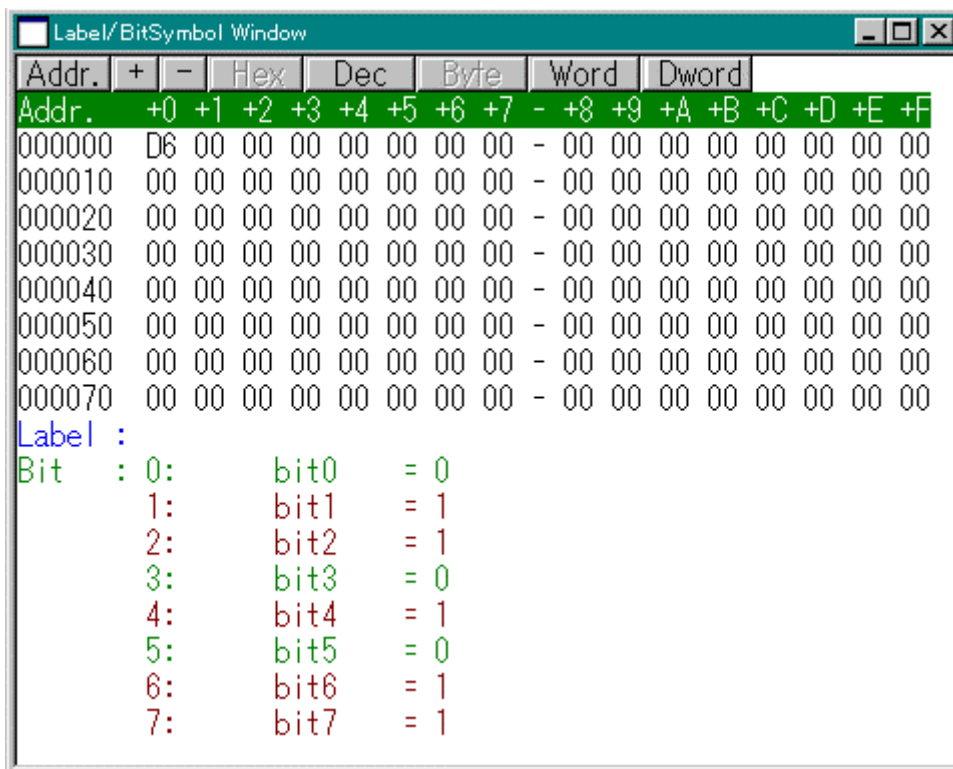 Label/BitSymbol Window
Addr. + - Hex Dec Byte Word Dword
Addr. +0 +1 +2 +3 +4 +5 +6 +7 - +8 +9 +A +B +C +D +E +F
000000 D6 00 00 00 00 00 00 00 - 00 00 00 00 00 00 00 00
000010 00 00 00 00 00 00 00 00 - 00 00 00 00 00 00 00 00
000020 00 00 00 00 00 00 00 00 - 00 00 00 00 00 00 00 00
000030 00 00 00 00 00 00 00 00 - 00 00 00 00 00 00 00 00
000040 00 00 00 00 00 00 00 00 - 00 00 00 00 00 00 00 00
000050 00 00 00 00 00 00 00 00 - 00 00 00 00 00 00 00 00
000060 00 00 00 00 00 00 00 00 - 00 00 00 00 00 00 00 00
000070 00 00 00 00 00 00 00 00 - 00 00 00 00 00 00 00 00
Label :
Bit : 0: bit0 = 0
1: bit1 = 1
2: bit2 = 1
3: bit3 = 0
4: bit4 = 1
5: bit5 = 0
6: bit6 = 1
7: bit7 = 1